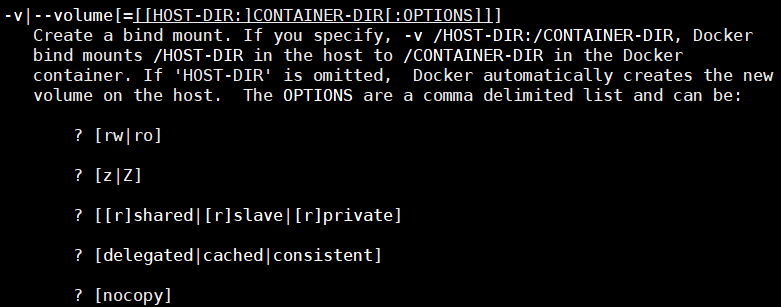 -v|--volume[=[[HOST-DIR:]CONTAINER-DIR[:OPTIONS]]]
Create a bind mount. If you specify, -v /HOST-DIR:/CONTAINER-DIR, Docker
bind mounts /HOST-DIR in the host to /CONTAINER-DIR in the Docker
container. If 'HOST-DIR' is omitted,  Docker automatically creates the new
volume on the host.  The OPTIONS are a comma delimited list and can be:
? [rw|ro]
? [z|Z]
? [[r]shared|[r]slave|[r]private]
? [delegated|cached|consistent]
? [nocopy]